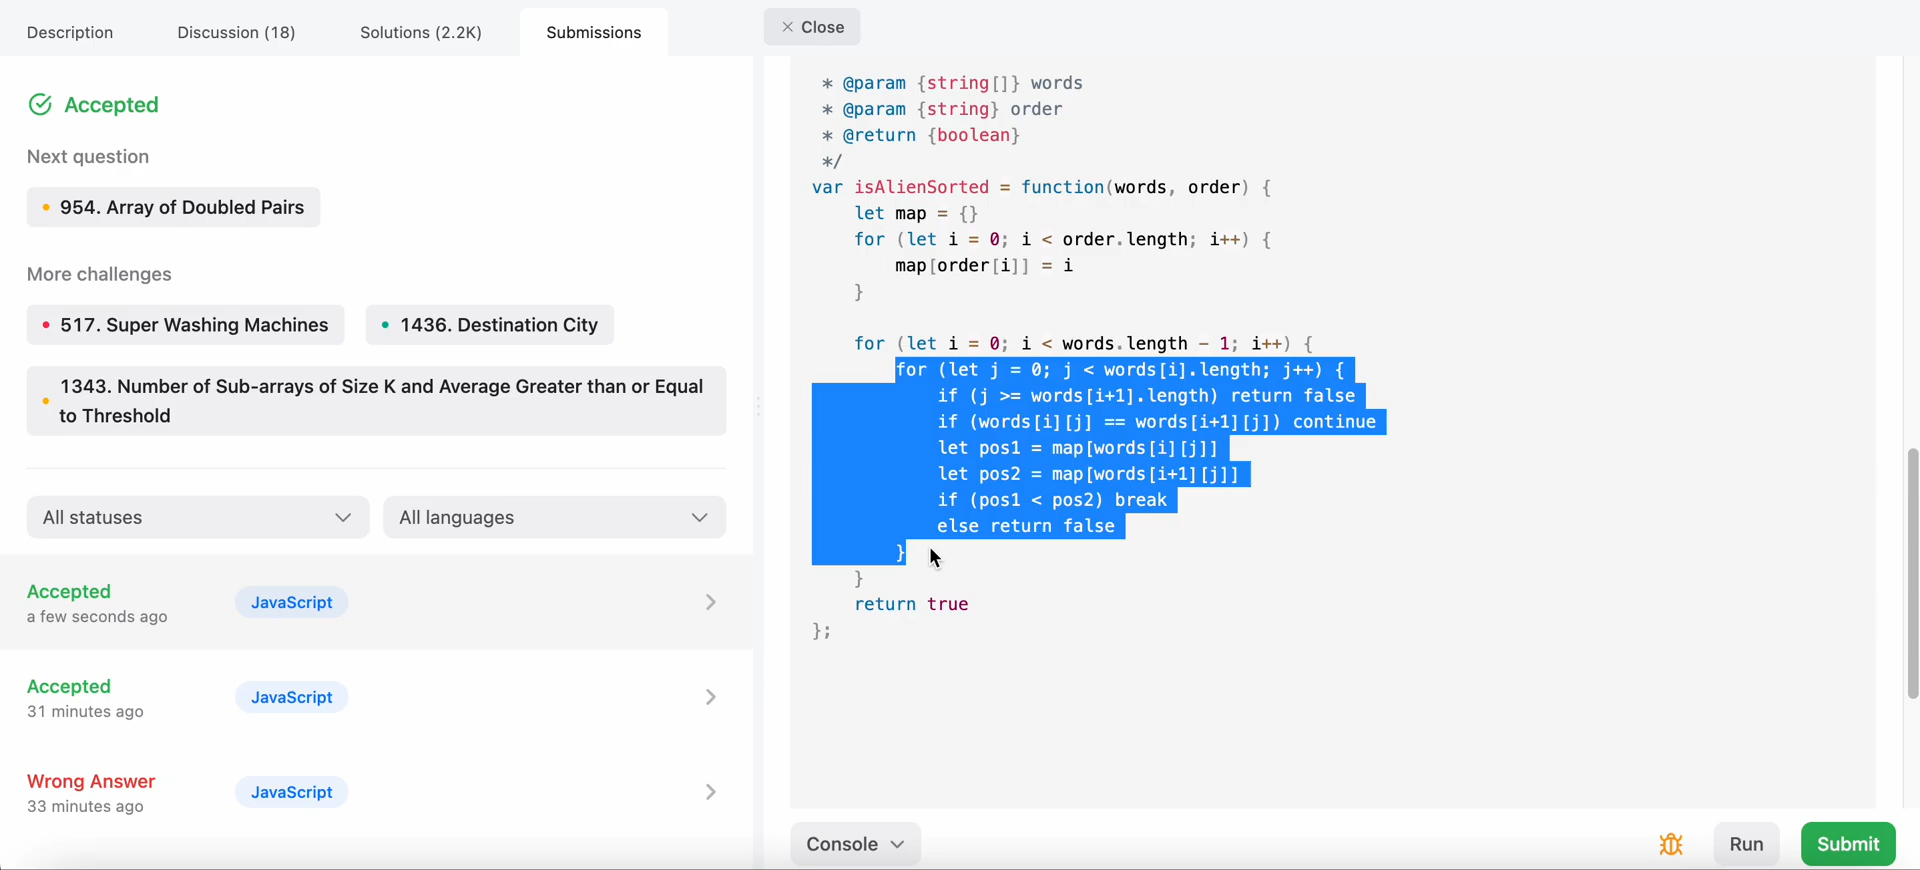 Description
Discussion (18)
Solutions (2.2K)
Submissions
Close
Accepted
Next question
954. Array of Doubled Pairs
More challenges
517. Super Washing Machines
1436. Destination City
1343. Number of Sub-arrays of Size K and Average Greater than or Equal
to Threshold
All statuses
All languages
Accepted
a few seconds ago
JavaScript
Accepted
31 minutes ago
JavaScript
Wrong Answer
33 minutes ago
JavaScript
* @param {string[]} words
* @param {string} order
* @return {boolean}
*/
var isAlienSorted = function(words, order) {
let map = {}
for (let i = 0; i < order.length; i++) {
map[order[i]] = i
}
for (let i = 0; i < words.length - 1; i++) {
for (let j = 0; j < words[i].length; j++) {
if (j >= words[i+1].length) return false
if (words[i][j] == words[i+1][j]) continue
let pos1 = map[words[i][j]]
let pos2 = map[words[i+1][j]]
if (pos1 < pos2) break
else return false
}
}
return true
};
Console
Run
Submit